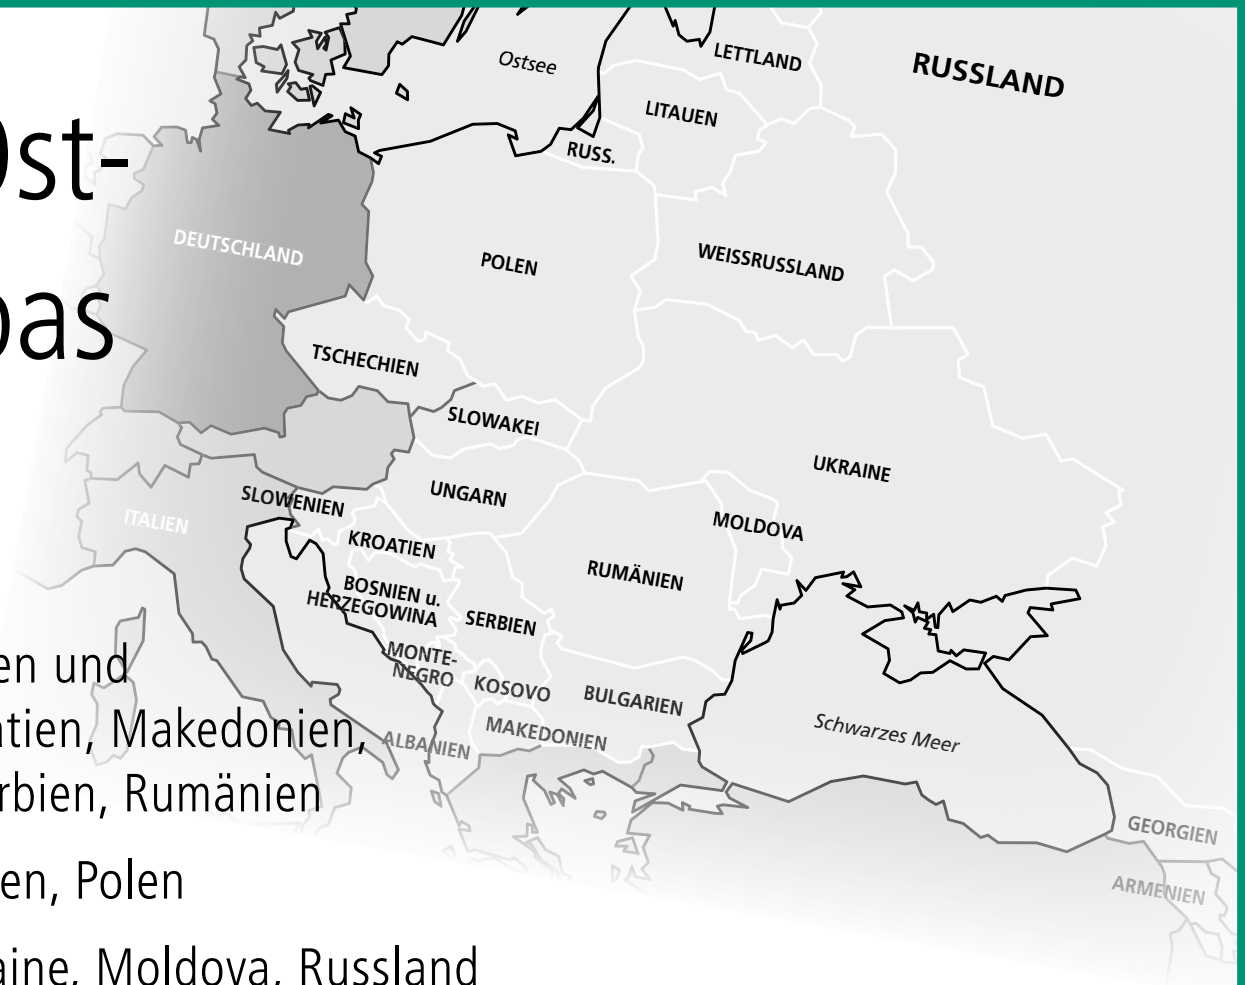 Ostsee
LETTLAND
RUSSLAND
LITAUEN
RUSS.
Ost-
DEUTSCHLAND
POLEN
WEISSRUSSLAND
pas
TSCHECHIEN
SLOWAKEI
UKRAINE
UNGARN
SLOWENIEN
ITALIEN
MOLDOVA
KROATIEN
RUMÄNIEN
BOSNIEN u.
HERZEGOWINA
SERBIEN
MONTE-
NEGRO
KOSOVO
BULGARIEN
Schwarzes Meer
MAKEDONIEN
ALBANIEN
GEORGIEN
ARMENIEN
en und
atien, Makedonien,
rbien, Rumänien
en, Polen
aine, Moldova, Russland